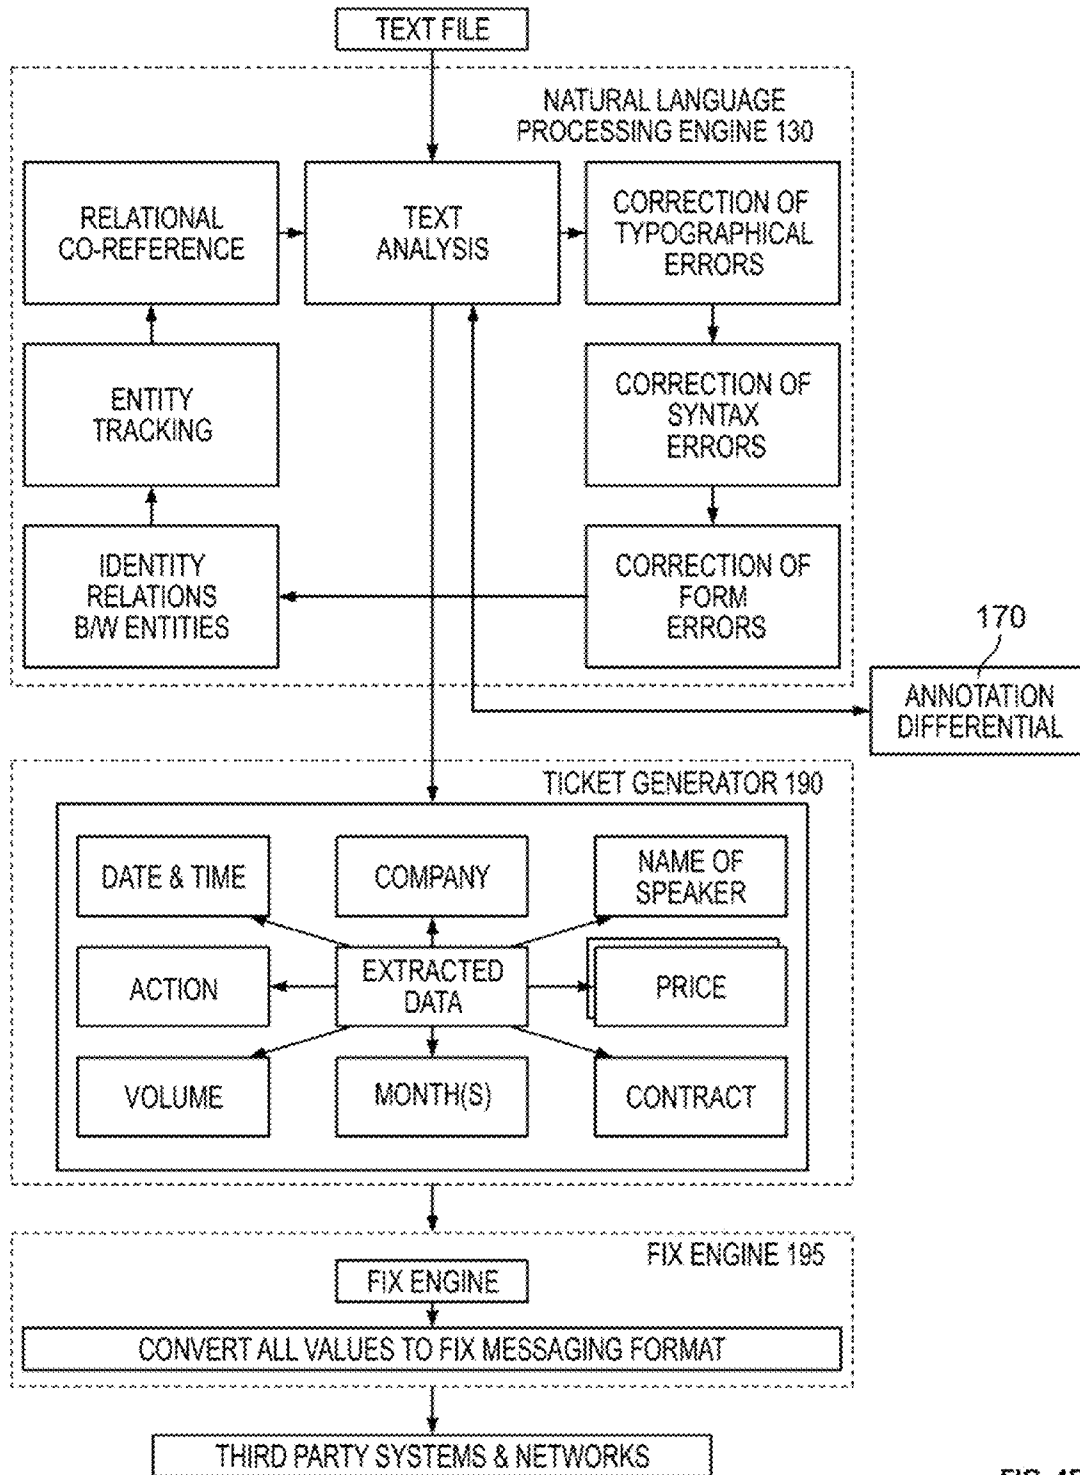 TEXT FILE
NATURAL LANGUAGE
PROCESSING ENGINE 130
RELATIONAL
CO-REFERENCE
TEXT
ANALYSIS
CORRECTION OF
TYPOGRAPHICAL
ERRORS
ENTITY
TRACKING
CORRECTION OF
SYNTAX
ERRORS
IDENTITY
RELATIONS
B/W ENTITIES
CORRECTION OF
FORM
ERRORS
170
ANNOTATION
DIFFERENTIAL
TICKET GENERATOR 190
DATE & TIME
COMPANY
NAME OF
SPEAKER
ACTION
EXTRACTED
DATA
PRICE
VOLUME
MONTH(S)
CONTRACT
FIX ENGINE 195
FIX ENGINE
CONVERT ALL VALUES TO FIX MESSAGING FORMAT
THIRD PARTY SYSTEMS & NETWORKS